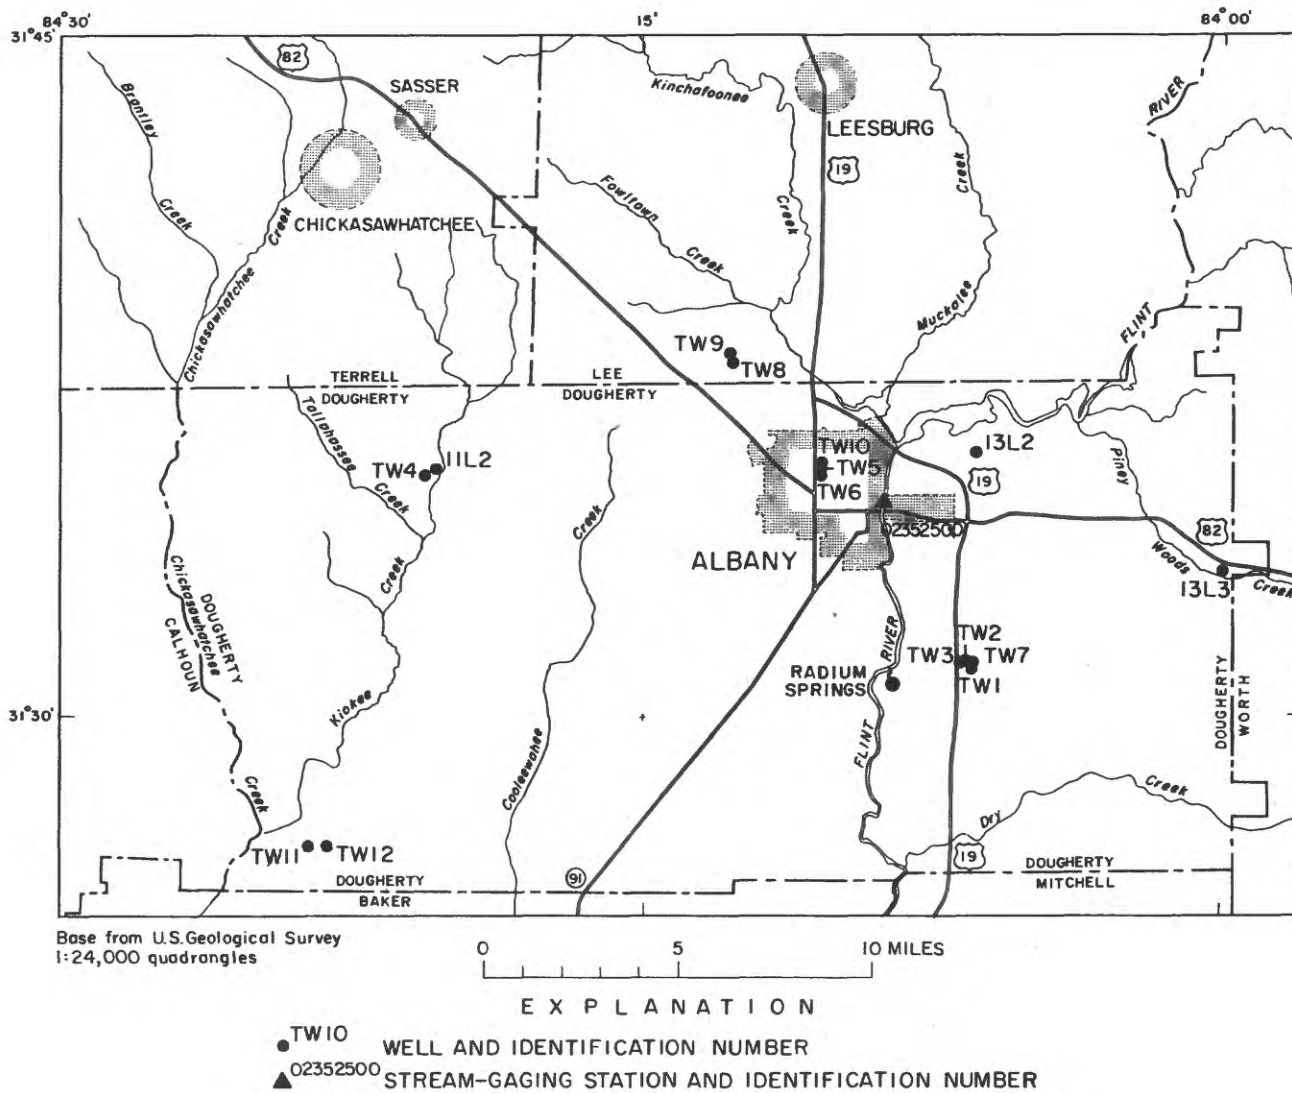 84°30'
15'
84°00'
31°45'
82
SASSER
Brantley
Creek
Kinchafoonee
Creek
LEESBURG
19
Creek
RIVER
CHICKASAWHATCHEE
Creek
Chickasawhatchee
Fowltown
Creek
Muckalee
FLINT
TW9
TW8
TERRELL
DOUGHERTY
LEE
DOUGHERTY
Tallahassee
Creek
TW4
11L2
TW10
TW5
TW6
13L2
19
Piney
Woods
Creek
82
13L3
02352500
ALBANY
Creek
Creek
Chickasawhatchee
DOUGHERTY
CALHOUN
Kiokee
Creek
Cooleewahee
RIVER
RADIUM
SPRINGS
TW2
TW3
TW7
TW1
31°30'
FLINT
DOUGHERTY
WORTH
Dry
Creek
TW11
TW12
19
91
DOUGHERTY
BAKER
DOUGHERTY
MITCHELL
Base from U.S. Geological Survey
1:24,000 quadrangles
0 5 10 MILES
EXPLANATION
TW10 WELL AND IDENTIFICATION NUMBER
02352500 STREAM-GAGING STATION AND IDENTIFICATION NUMBER